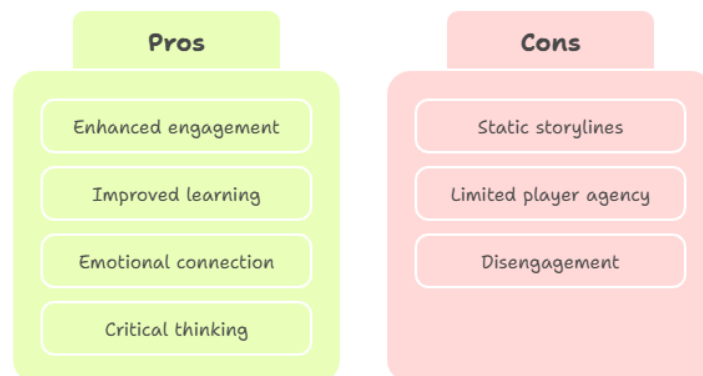 Pros
Enhanced engagement
Improved learning
Emotional connection
Critical thinking
Cons
Static storylines
Limited player agency
Disengagement